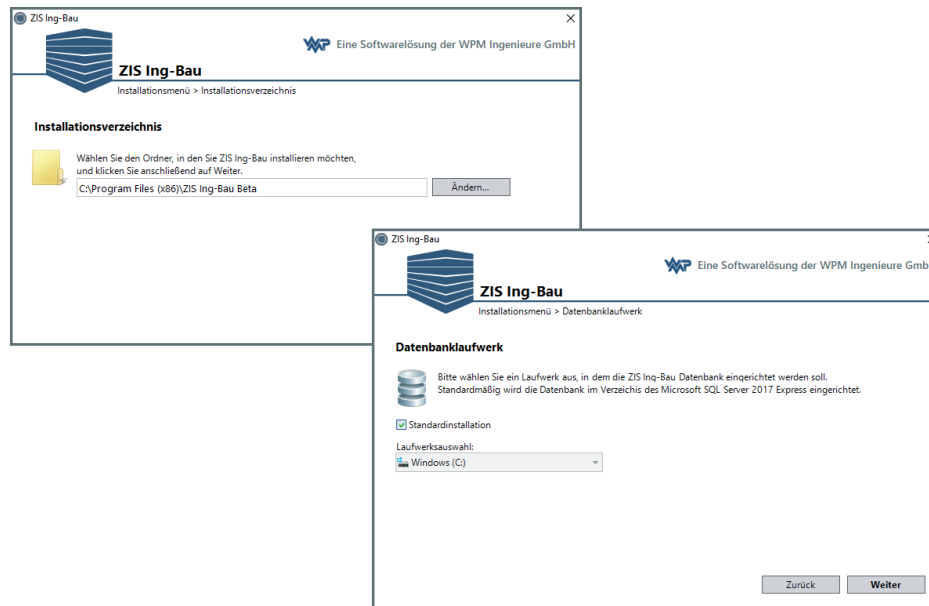 ZIS Ing-Bau
WPM Eine Softwarelösung der WPM Ingenieure GmbH
ZIS Ing-Bau
Installationsmenü > Installationsverzeichnis
Installationsverzeichnis
Wählen Sie den Ordner, in den Sie ZIS Ing-Bau installieren möchten,
und klicken Sie anschließend auf Weiter.
C:\Program Files (x86)\ZIS Ing-Bau Beta
Ändern...
ZIS Ing-Bau
WPM Eine Softwarelösung der WPM Ingenieure Gmb
ZIS Ing-Bau
Installationsmenü > Datenbanklaufwerk
Datenbanklaufwerk
Bitte wählen Sie ein Laufwerk aus, in dem die ZIS Ing-Bau Datenbank eingerichtet werden soll.
Standardmäßig wird die Datenbank im Verzeichis des Microsoft SQL Server 2017 Express eingerichtet.
Standardinstallation
Laufwerksauswahl:
Windows (C:)
Zurück
Weiter